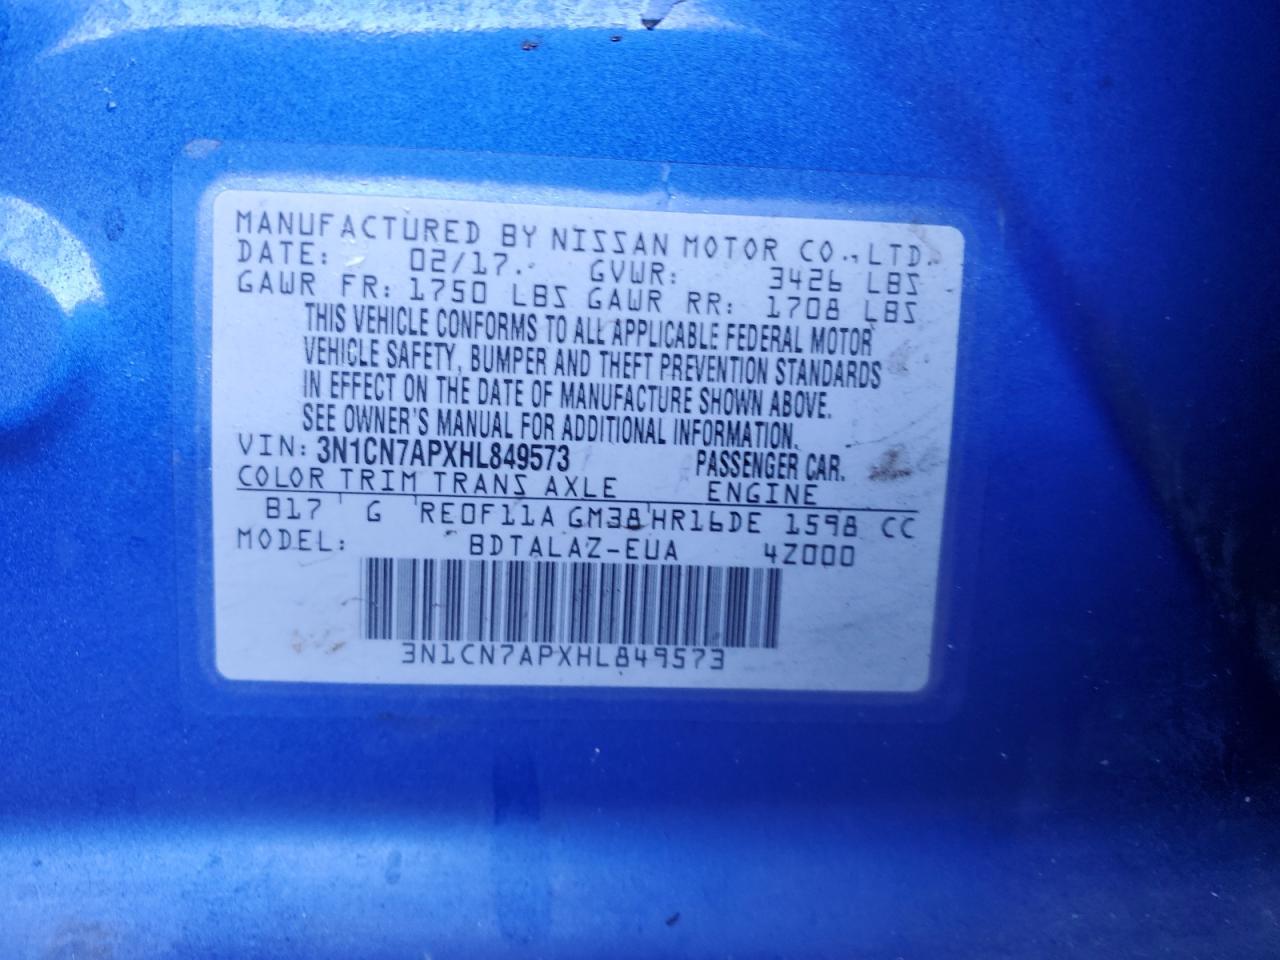 MANUFACTURED BY NISSAN MOTOR CO., LTD.
DATE: 02/17. GVWR: 3426 LBS
GAWR FR: 1750 LBS GAWR RR: 1708 LBS
THIS VEHICLE CONFORMS TO ALL APPLICABLE FEDERAL MOTOR
VEHICLE SAFETY, BUMPER AND THEFT PREVENTION STANDARDS
IN EFFECT ON THE DATE OF MANUFACTURE SHOWN ABOVE.
SEE OWNER'S MANUAL FOR ADDITIONAL INFORMATION.
VIN: 3N1CN7APXHL849573 PASSENGER CAR.
COLOR TRIM TRANS AXLE ENGINE
B17 G RE0F11A GM38 HR16DE 1598 CC
MODEL: BDTALAZ-EUA 4Z000
3N1CN7APXHL849573